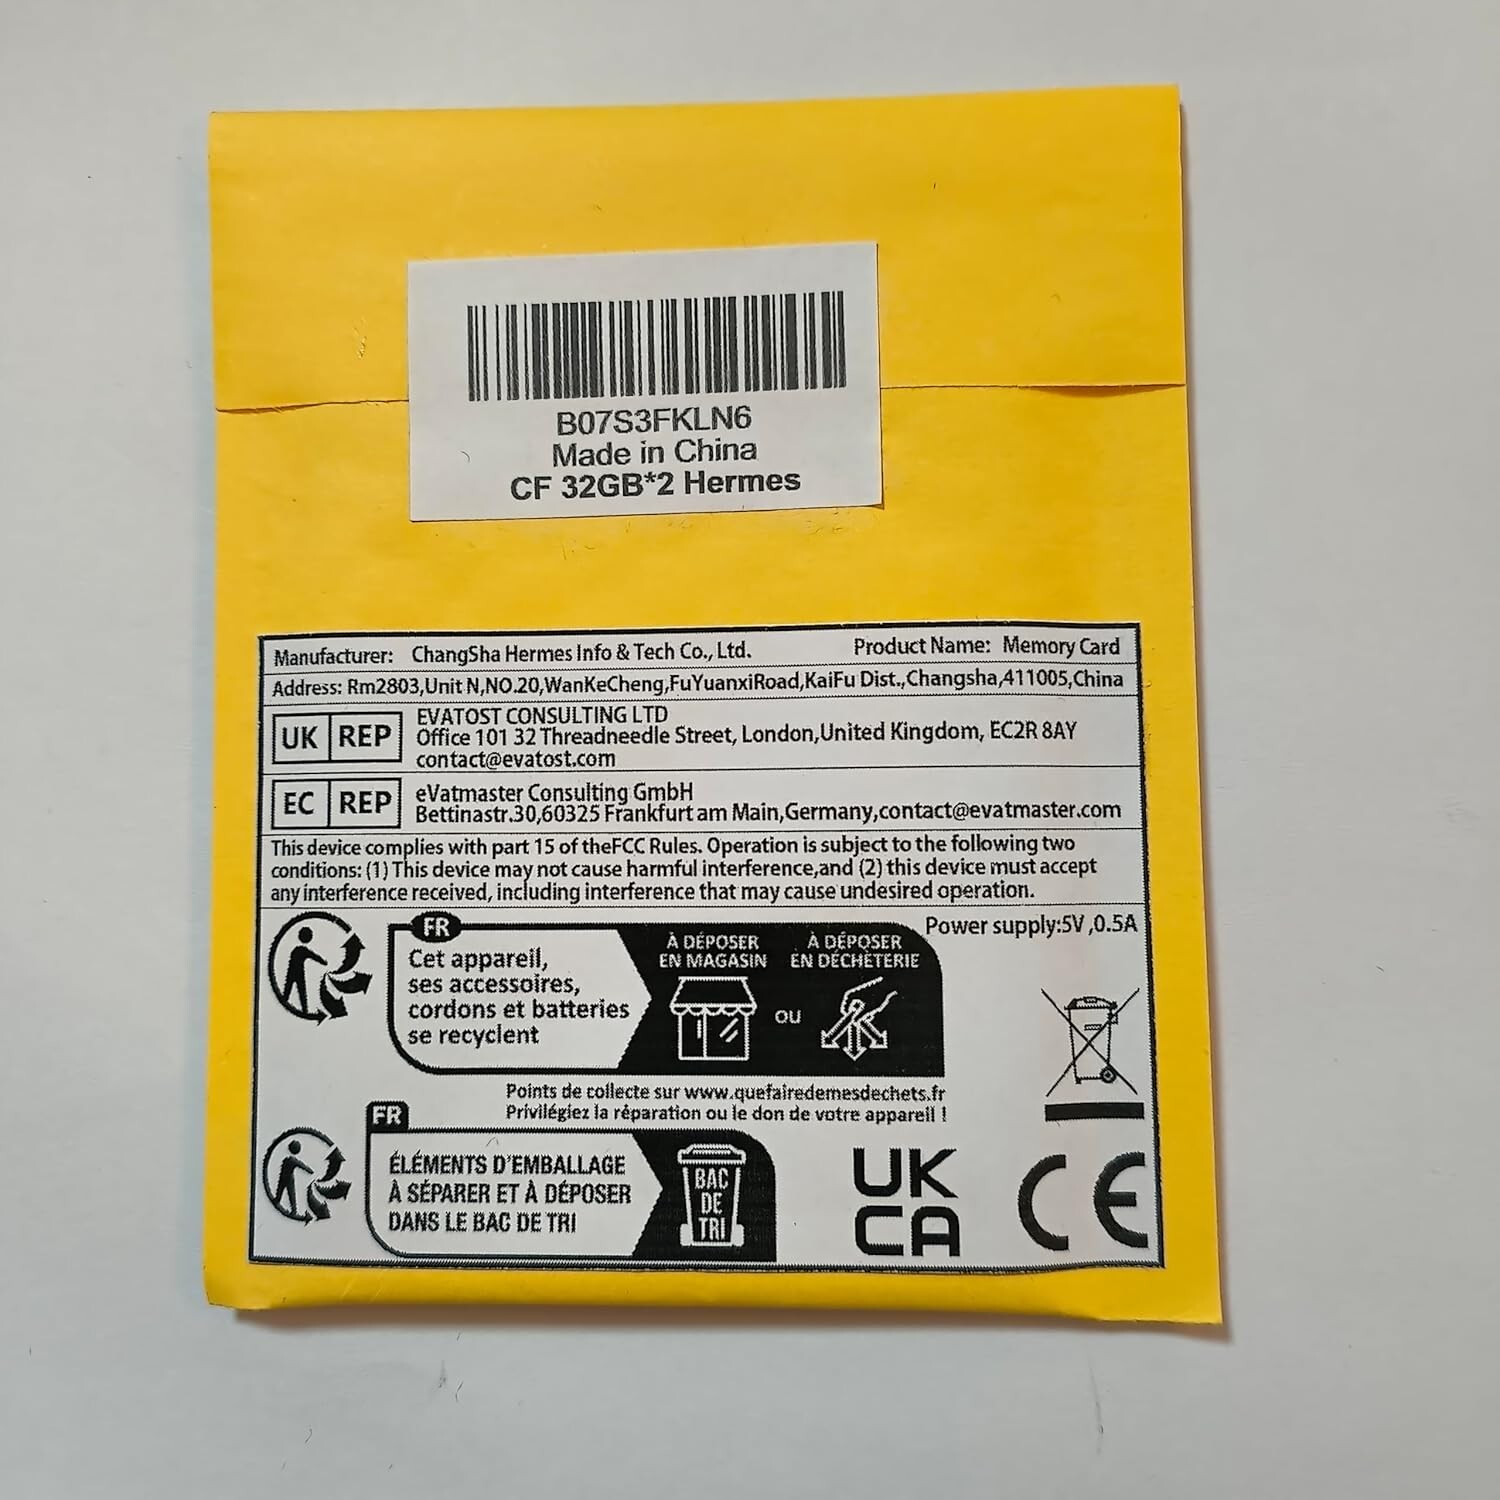 B07S3FKLN6
Made in China
CF 32GB*2 Hermes
Manufacturer: ChangSha Hermes Info & Tech Co., Ltd. Product Name: Memory Card
Address: Rm2803,Unit N,NO.20,WanKeCheng,FuYuanxiRoad,KaiFu Dist.,Changsha,411005,China
UK REP
EVATOST CONSULTING LTD
Office 101 32 Threadneedle Street, London,United Kingdom, EC2R 8AY
contact@evatost.com
EC REP
eVatmaster Consulting GmbH
Bettinastr.30,60325 Frankfurt am Main,Germany,contact@evatmaster.com
This device complies with part 15 of theFCC Rules. Operation is subject to the following two
conditions: (1) This device may not cause harmful interference,and (2) this device must accept
any interference received, including interference that may cause undesired operation.
Power supply:5V,0.5A
FR
Cet appareil,
ses accessoires,
cordons et batteries
se recyclent
À DÉPOSER
EN MAGASIN
OU
À DÉPOSER
EN DÉCHÈTERIE
Points de collecte sur www.quefairedemesdechets.fr
Privilégiez la réparation ou le don de votre appareil !
FR
ÉLÉMENTS D'EMBALLAGE
À SÉPARER ET À DÉPOSER
DANS LE BAC DE TRI
BAC
DE
TRI
UK
CA
CE